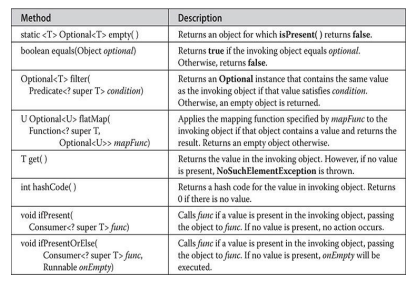 Method Description
static <T> Optional<T> empty( ) Returns an object for which isPresent( ) returns false.
boolean equals(Object optional) Returns true if the invoking object equals optional.
Otherwise, returns false.
Optional<T> filter( Returns an Optional instance that contains the same value
Predicate<? super T> condition) as the invoking object if that value satisfies condition.
Otherwise, an empty object is returned.
U Optional<U> flatMap( Applies the mapping function specified by mapFunc to the
Function<? super T, invoking object if that object contains a value and returns the
Optional<U>> mapFunc) result. Returns an empty object otherwise.
T get( ) Returns the value in the invoking object. However, if no value
is present, NoSuchElementException is thrown.
int hashCode( ) Returns a hash code for the value in invoking object. Returns
0 if there is no value.
void ifPresent( Calls func if a value is present in the invoking object, passing
Consumer<? super T> func) the object to func. If no value is present, no action occurs.
void ifPresentOrElse( Calls func if a value is present in the invoking object, passing
Consumer<? super T> func, the object to func. If no value is present, onEmpty will be
Runnable onEmpty) executed.